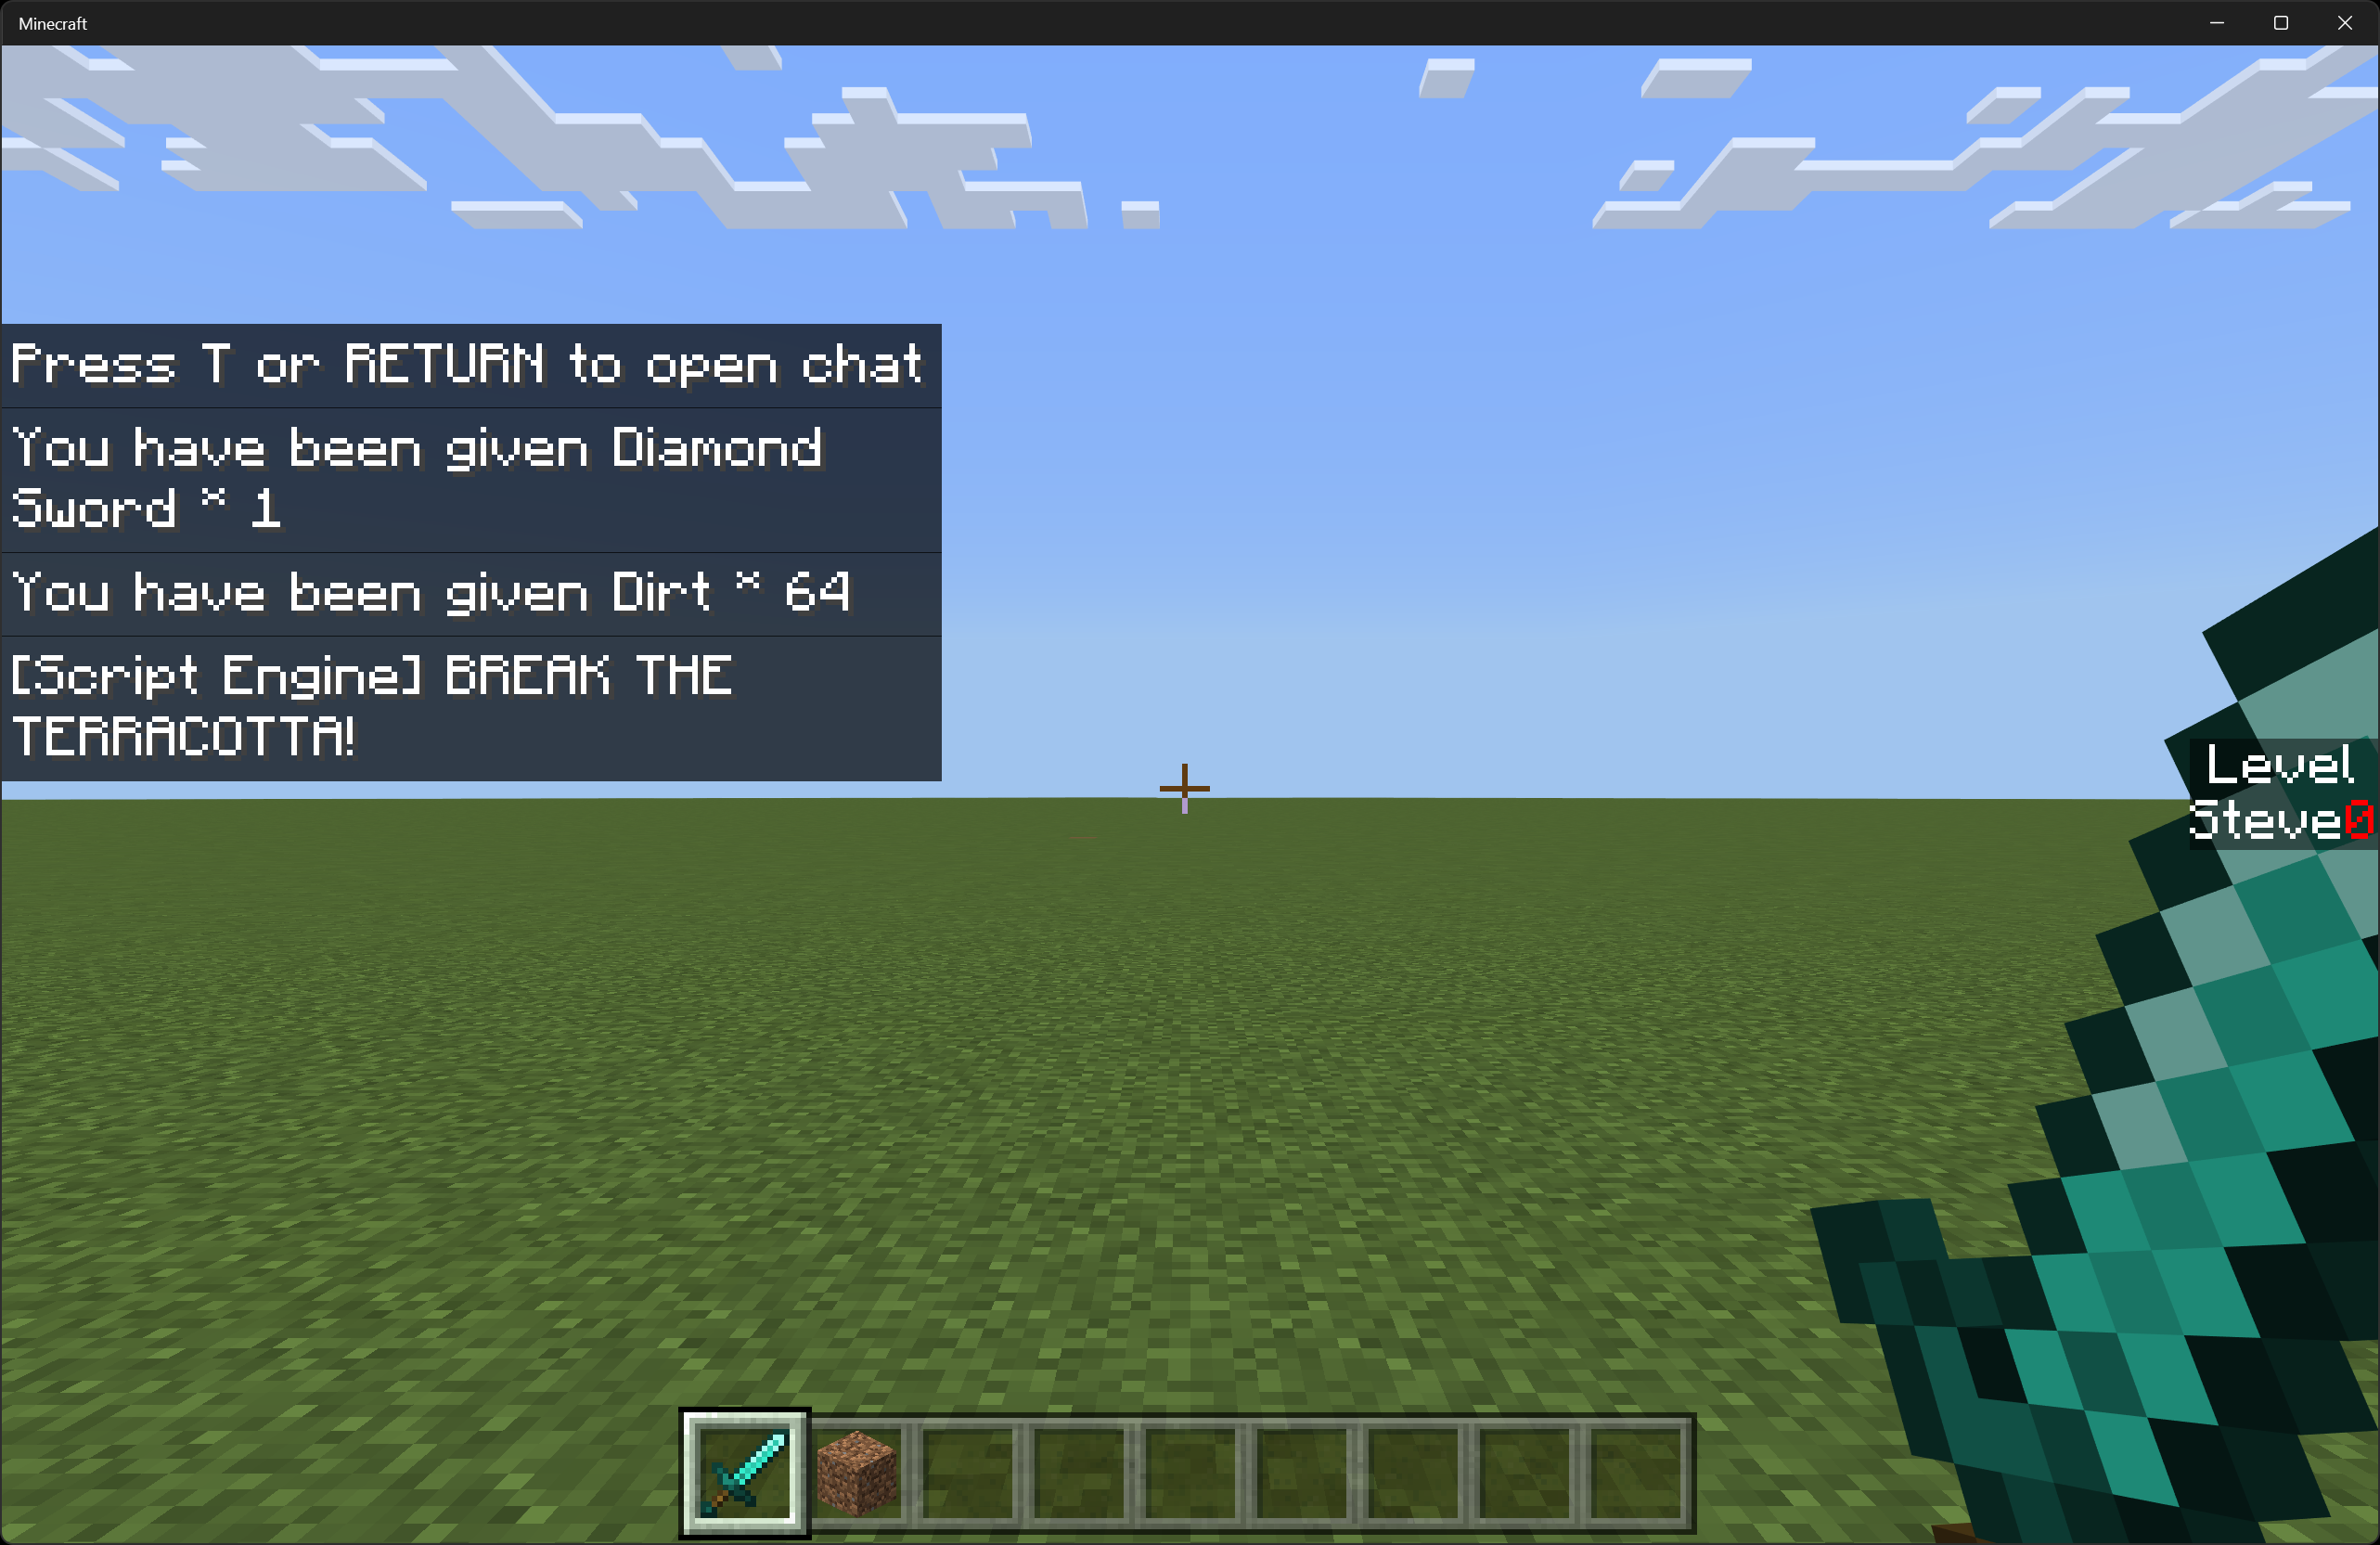 Minecraft
Press T or RETURN to open chat
You have been given Diamond
Sword * 1
You have been given Dirt * 64
[Script Engine] BREAK THE
TERRACOTTA!
Level
Steve0